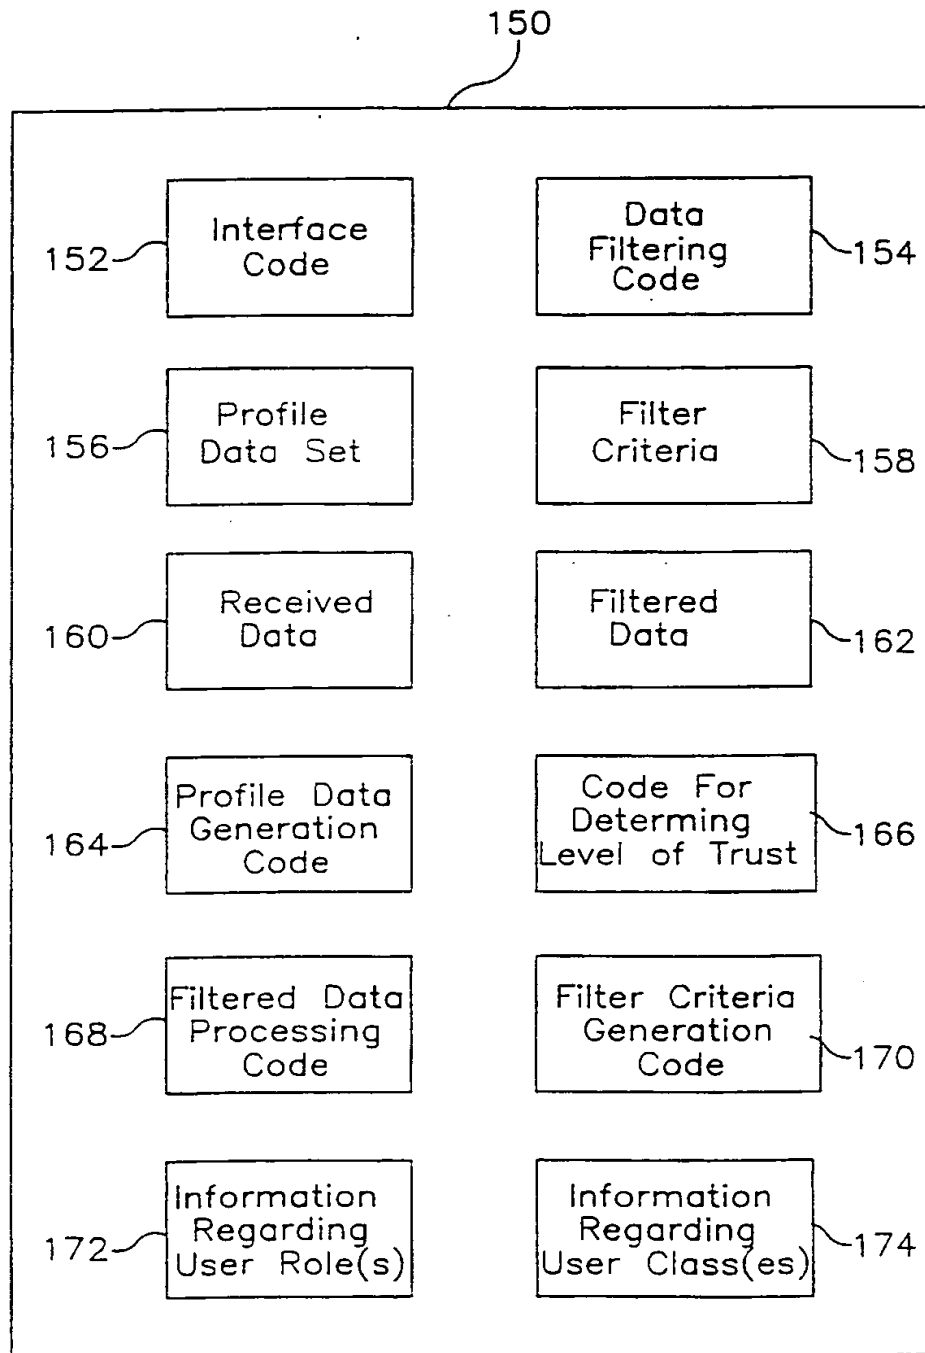 150
152
Interface
Code
Data
Filtering
Code
154
156
Profile
Data Set
Filter
Criteria
158
160
Received
Data
Filtered
Data
162
164
Profile Data
Generation
Code
Code For
Determing
Level of Trust
166
168
Filtered Data
Processing
Code
Filter Criteria
Generation
Code
170
172
Information
Regarding
User Role(s)
Information
Regarding
User Class(es)
174